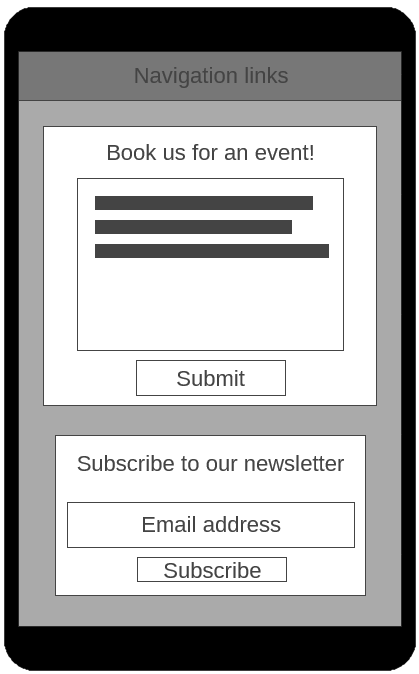 Navigation links
Book us for an event!
Submit
Subscribe to our newsletter
Email address
Subscribe